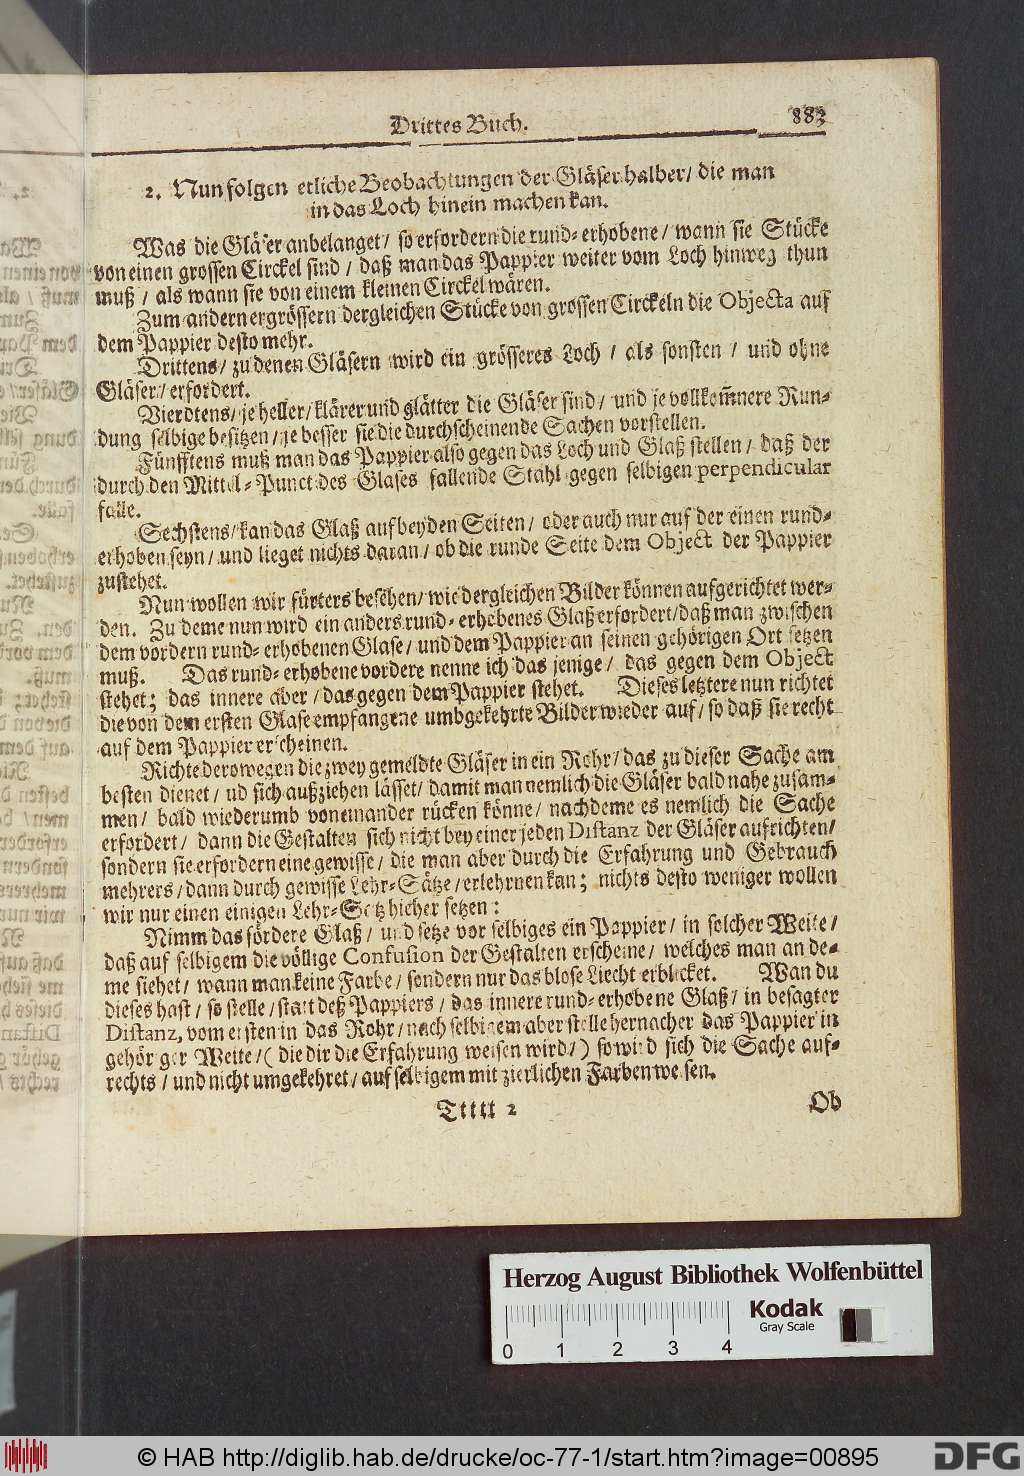 Drittes Buch. 883
2. Nun folgen etliche Beobachtungen der Gläser halber / die man
in das Loch hinein machen kan.
Was die Gläser anbelanget / so erfordern die rund-erhobene / wann sie Stücke
von einen grossen Circkel sind / daß man das Pappier weiter vom Loch hinweg thun
muß / als wann sie von einem kleinen Circkel wären.
Zum andern ergrössern dergleichen Stücke von grossen Circkeln die Objecta auf
dem Pappier desto mehr.
Drittens / zu denen Gläsern wird ein grösseres Loch / als sonsten / und ohne
Gläser / erfordert.
Vierdtens / je heller / klärer und glätter die Gläser sind / und je vollkom̃nere Run-
dung selbige besitzen / je besser sie die durchscheinende Sachen vorstellen.
Fünfftens muß man das Pappier also gegen das Loch und Glaß stellen / daß der
durch den Mittel-Punct des Glases fallende Stahl gegen selbigen perpendicular
falle.
Sechstens / kan das Glaß auf beyden Seiten / oder auch nur auf der einen rund-
erhoben seyn / und lieget nichts daran / ob die runde Seite dem Object der Pappier
zustehet.
Nun wollen wir fürters besehen / wie dergleichen Bilder können aufgerichtet wer-
den. Zu deme nun wird ein anders rund-erhobenes Glaß erfordert / daß man zwischen
dem vordern rund-erhobenen Glase / und dem Pappier an seinen gehörigen Ort setzen
muß. Das rund-erhobene vordere nenne ich das jenige / das gegen dem Object
stehet; das innere aber / das gegen dem Pappier stehet. Dieses letztere nun richtet
die von dem ersten Glase empfangene umbgekehrte Bilder wieder auf / so daß sie recht
auf dem Pappier erscheinen.
Richte derowegen die zwey gemeldte Gläser in ein Rohr / das zu dieser Sache am
besten dienet / ud sich außziehen lässet / damit man nemlich die Gläser bald nahe zusam-
men / bald wiederumb voneinander rücken könne / nachdeme es nemlich die Sache
erfordert / dann die Gestalten sich nicht bey einer jeden Distanz der Gläser aufrichten /
sondern sie erfordern eine gewisse / die man aber durch die Erfahrung und Gebrauch
mehrers / dann durch gewisse Lehr-Sätze / erlehrnen kan; nichts desto weniger wollen
wir nur einen einigen Lehr-Satz hieher setzen:
Nimm das fördere Glaß / und setze vor selbiges ein Pappier / in solcher Weite /
daß auf selbigem die völlige Confusion der Gestalten erscheine / welches man an de-
me siehet / wann man keine Farbe / sondern nur das blose Liecht erblicket. Wan du
dieses hast / so stelle / statt deß Pappiers / das innere rund-erhobene Glaß / in besagter
Distanz, vom ersten in das Rohr / nach selbigem aber stelle hernacher das Pappier in
gehöriger Weite / ( die dir die Erfahrung weisen wird / ) so wird sich die Sache auf-
rechts / und nicht umgekehret / auf selbigem mit zierlichen Farben weisen.
Ttttt 2 Ob
Herzog August Bibliothek Wolfenbüttel
0 1 2 3 4
Kodak
Gray Scale
© HAB http://diglib.hab.de/drucke/oc-77-1/start.htm?image=00895
DFG